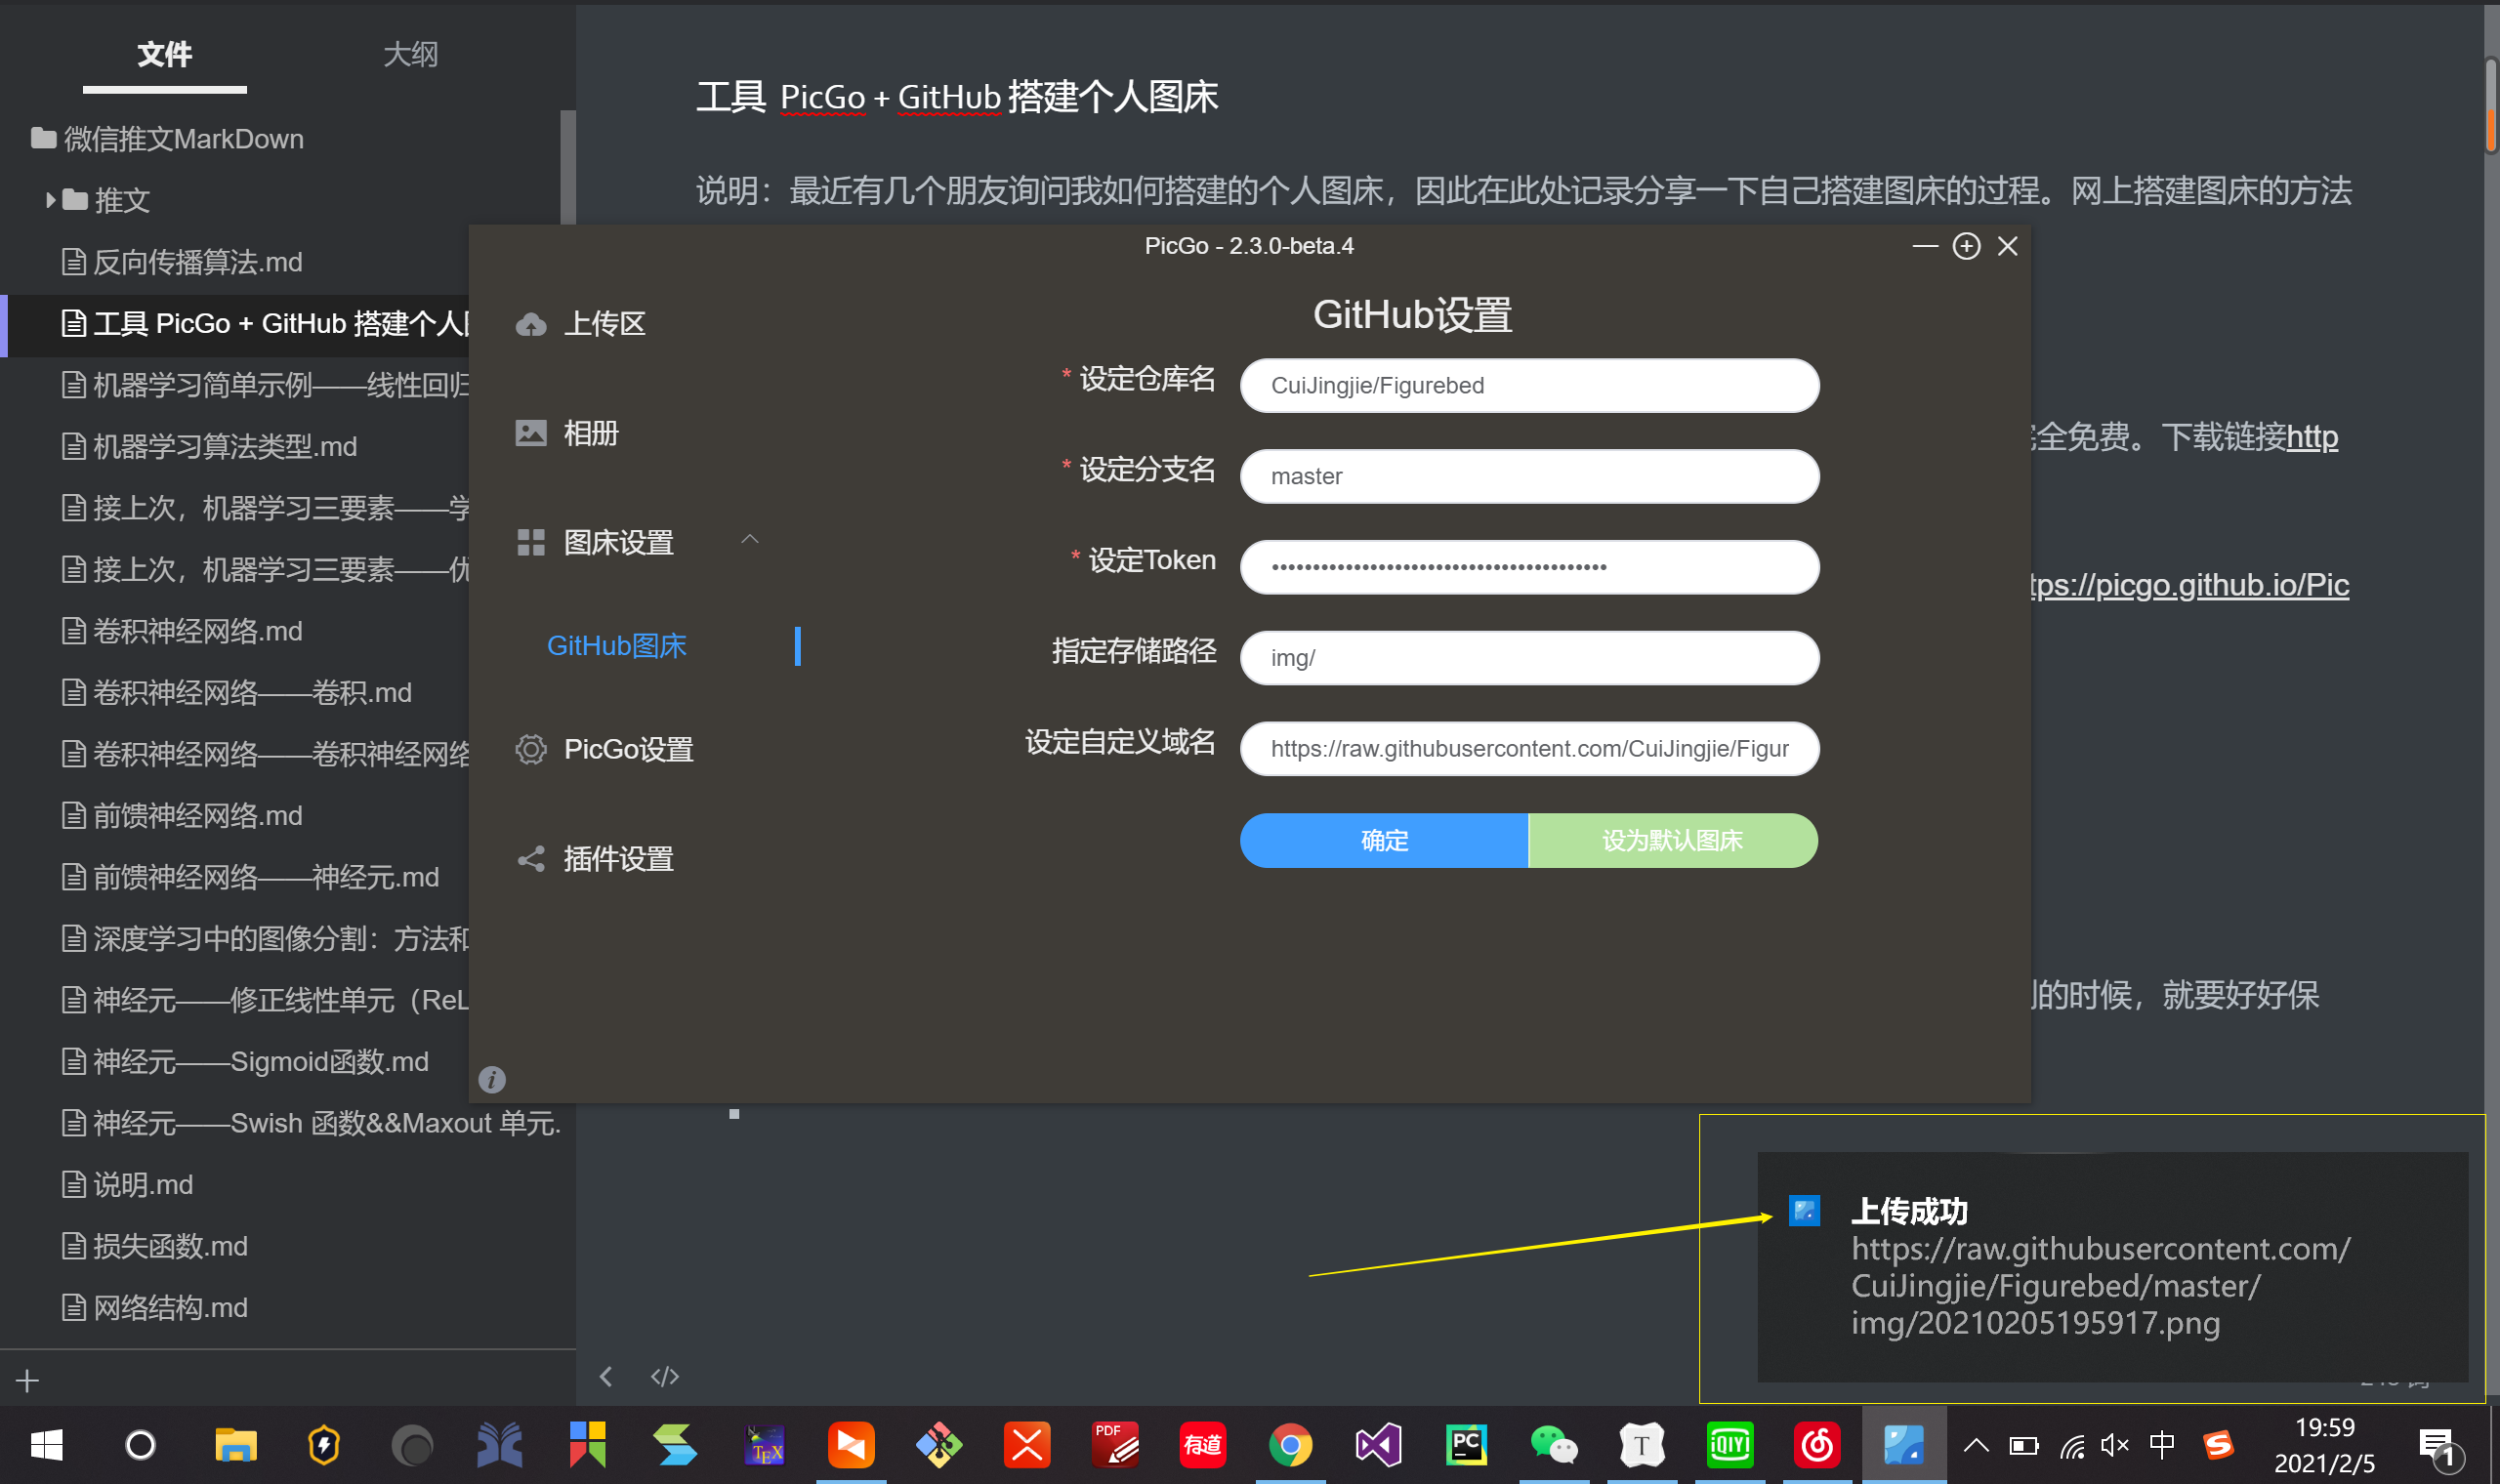 文件
大纲
微信推文MarkDown
推文
反向传播算法.md
工具 PicGo + GitHub 搭建个人
机器学习简单示例——线性回归
机器学习算法类型.md
接上次，机器学习三要素——学
接上次，机器学习三要素——优
卷积神经网络.md
卷积神经网络——卷积.md
卷积神经网络——卷积神经网络
前馈神经网络.md
前馈神经网络——神经元.md
深度学习中的图像分割：方法和
神经元——修正线性单元（ReL
神经元——Sigmoid函数.md
神经元——Swish 函数&&Maxout 单元.
说明.md
损失函数.md
网络结构.md
工具 PicGo + GitHub 搭建个人图床
说明：最近有几个朋友询问我如何搭建的个人图床，因此在此处记录分享一下自己搭建图床的过程。网上搭建图床的方法
全免费。下载链接http
tps://picgo.github.io/Pic
的时候，就要好好保
PicGo - 2.3.0-beta.4
上传区
相册
图床设置
GitHub图床
PicGo设置
插件设置
GitHub设置
* 设定仓库名 CuiJingjie/Figurebed
* 设定分支名 master
* 设定Token ••••••••••••••••••••••••••••••••••••••••
指定存储路径 img/
设定自定义域名 https://raw.githubusercontent.com/CuiJingjie/Figur
确定 设为默认图床
上传成功
https://raw.githubusercontent.com/
CuiJingjie/Figurebed/master/
img/20210205195917.png
TEX
PDF
有道
PC
T
iQIYI
中
S
19:59
2021/2/5
1